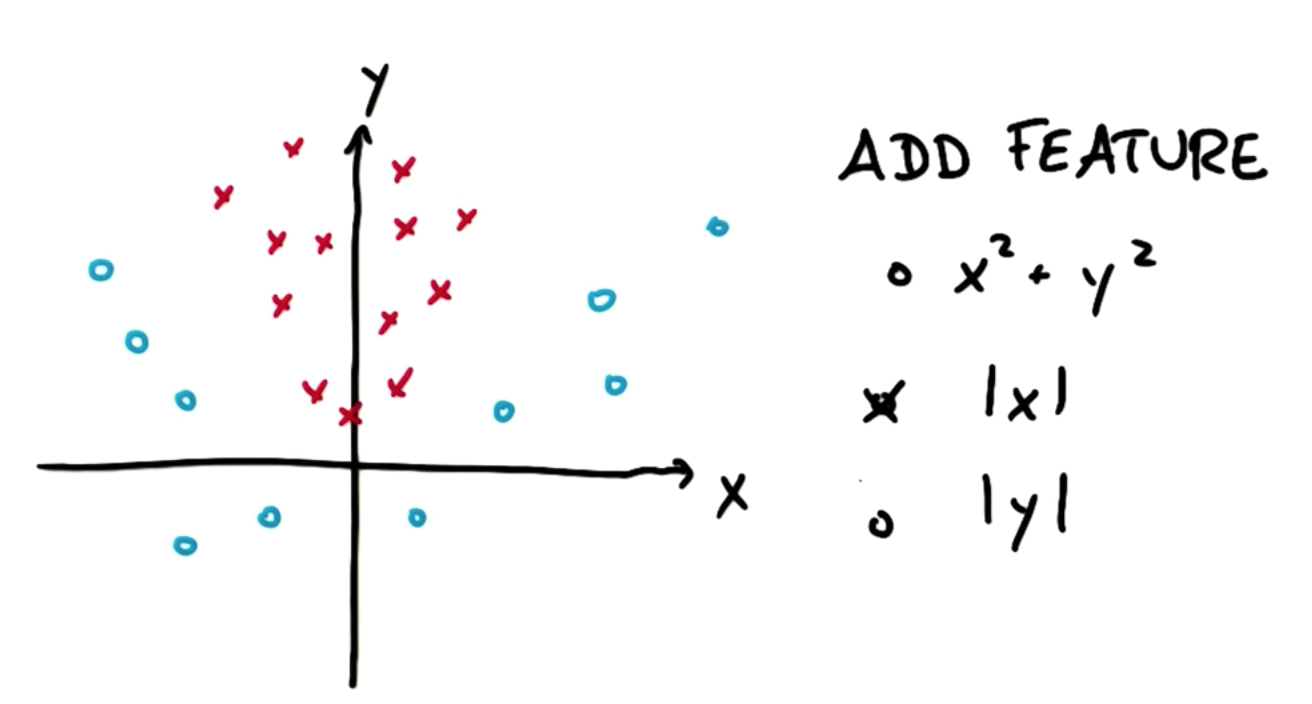 Y
X
ADD FEATURE
x² + y²
|x|
|y|